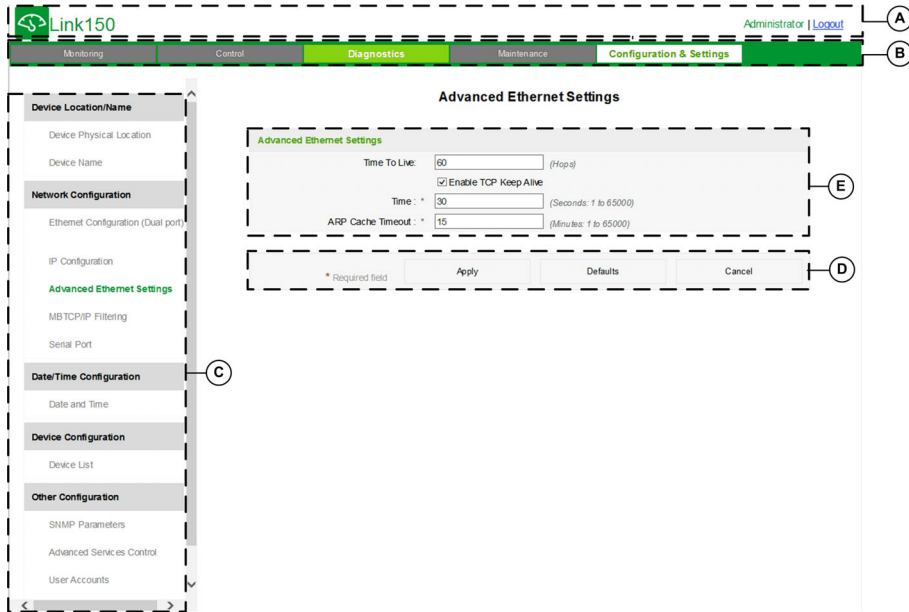 Link150
Administrator | Logout
A
Monitoring Control Diagnostics Maintenance Configuration & Settings
B
Device Location/Name
Device Physical Location
Device Name
Network Configuration
Ethernet Configuration (Dual port)
IP Configuration
Advanced Ethernet Settings
MBTCP/IP Filtering
Serial Port
Date/Time Configuration
Date and Time
Device Configuration
Device List
Other Configuration
SNMP Parameters
Advanced Services Control
User Accounts
C
Advanced Ethernet Settings
Advanced Ethernet Settings
Time To Live: 60 (Hops)
Enable TCP Keep Alive
Time : * 30 (Seconds: 1 to 65000)
ARP Cache Timeout : * 15 (Minutes: 1 to 65000)
E
* Required field Apply Defaults Cancel
D